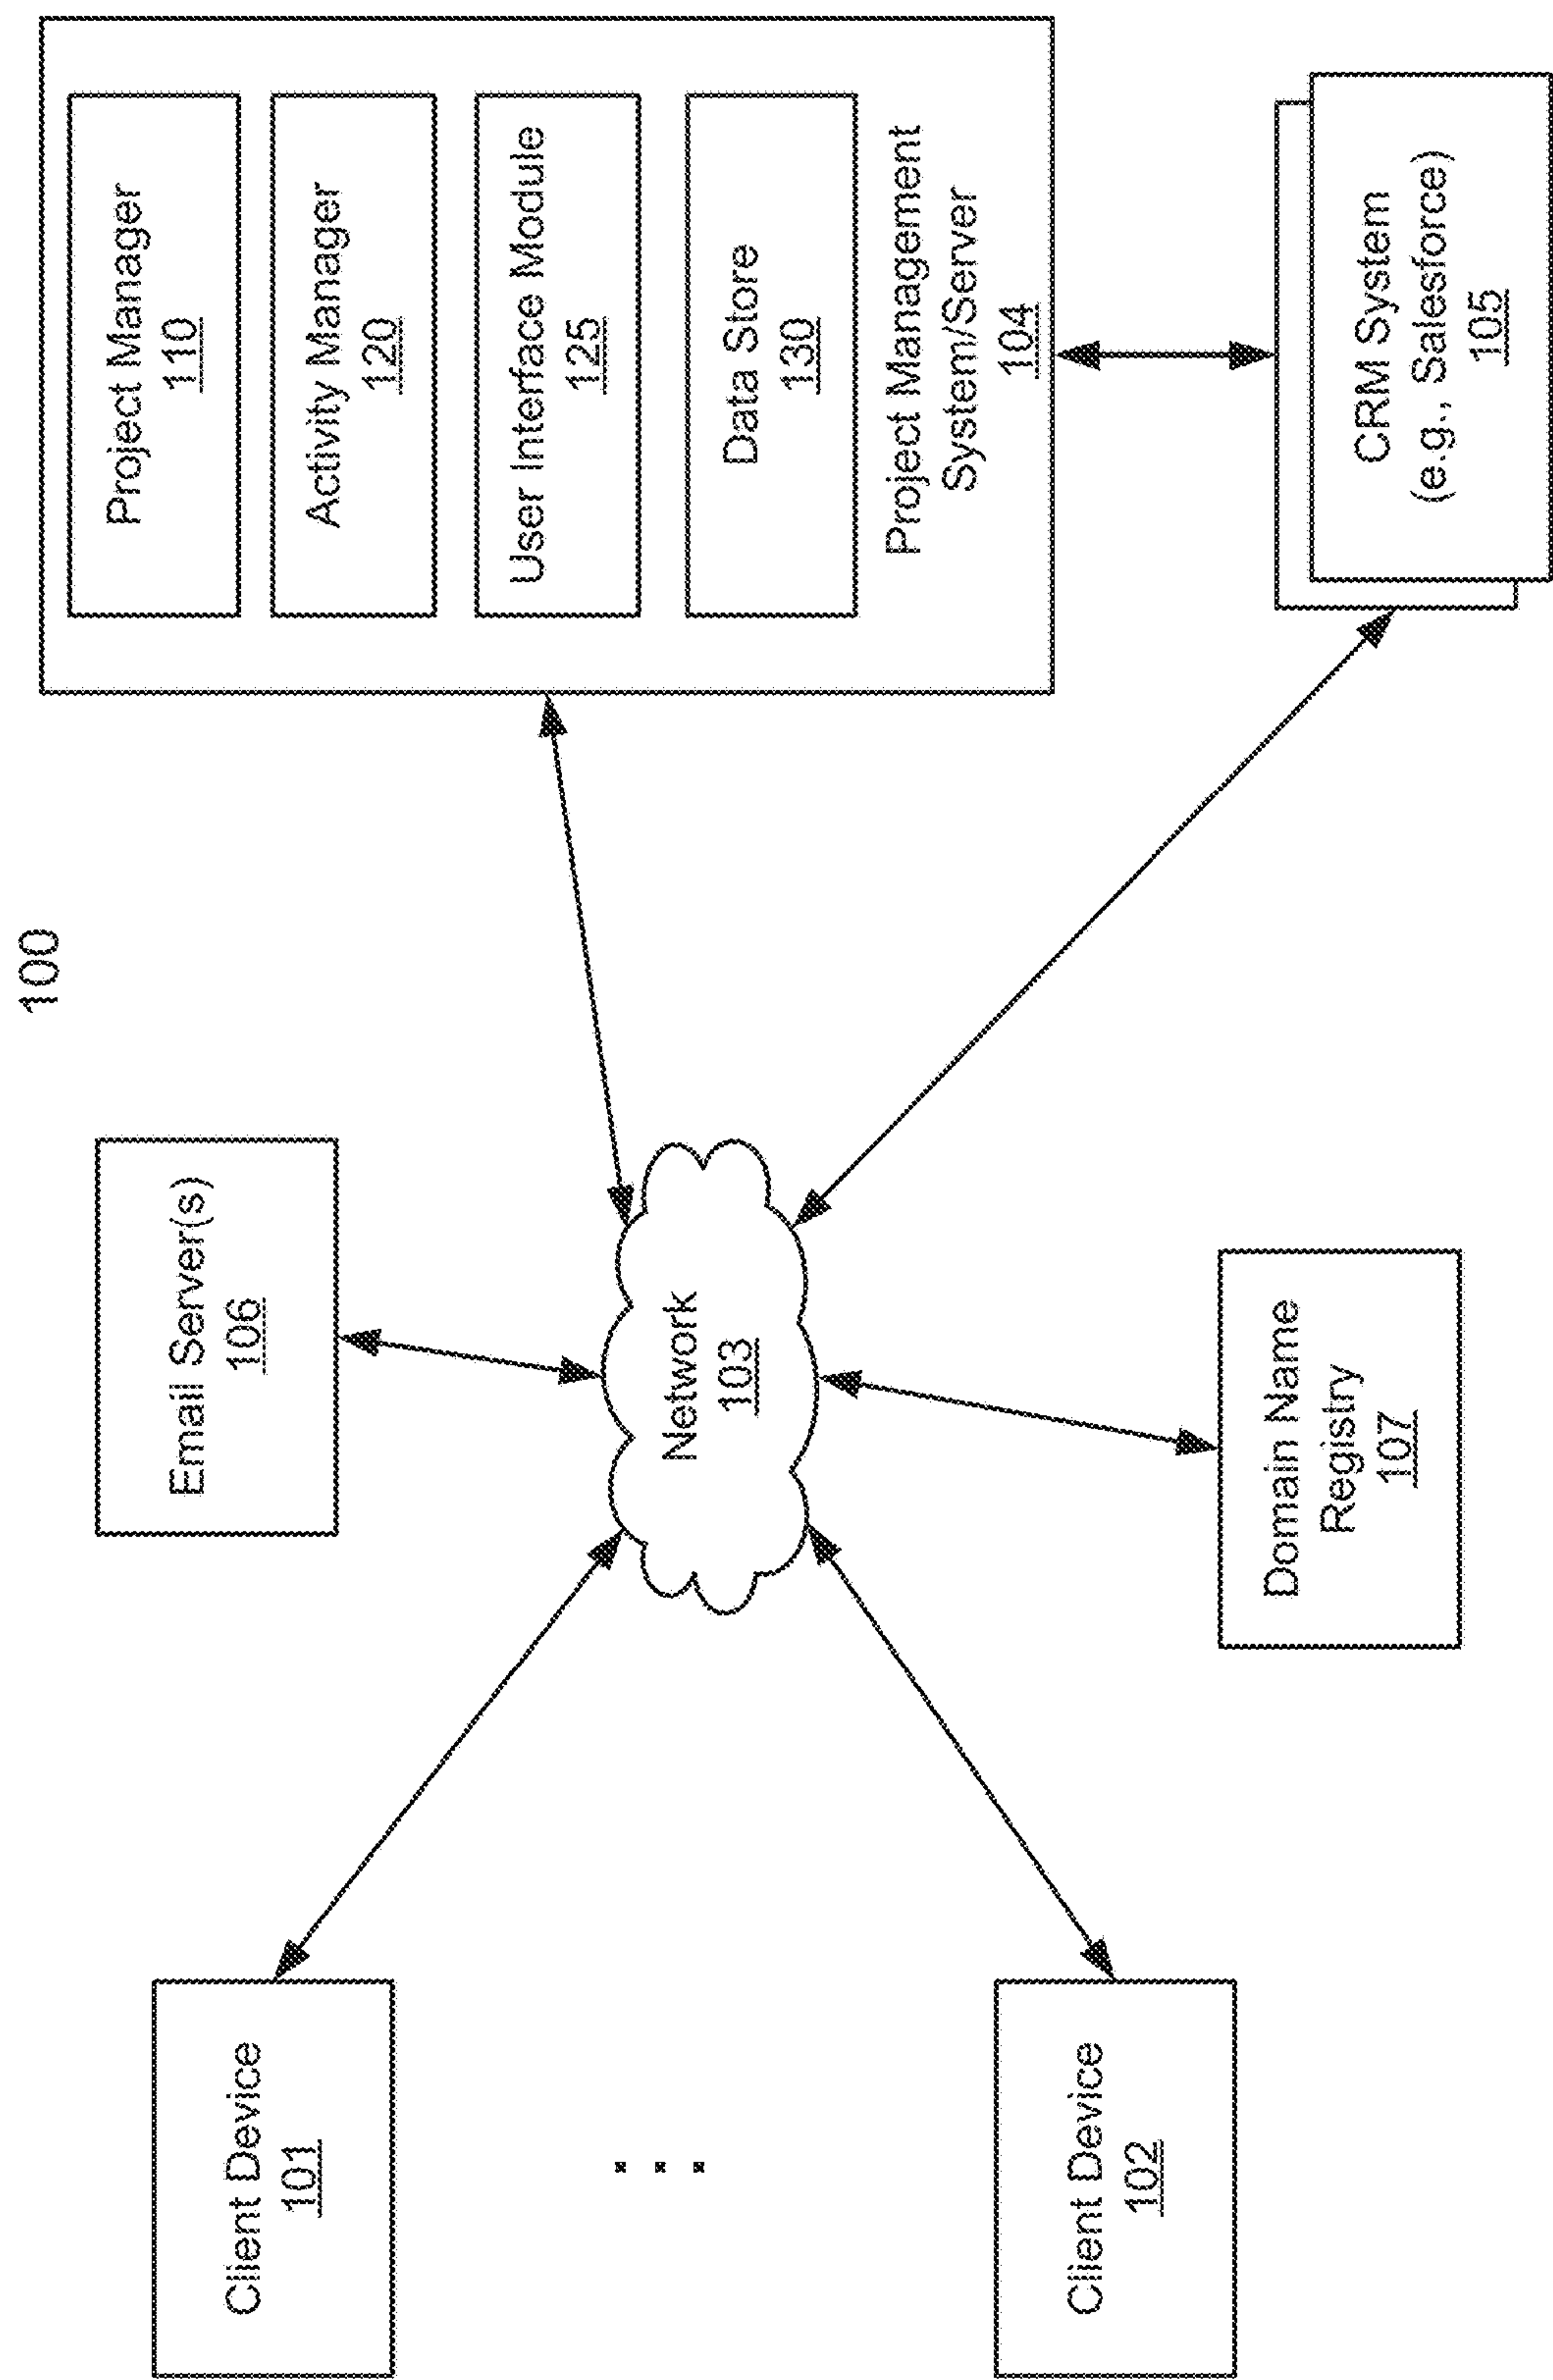 100
Client Device
101
Client Device
102
Email Server(s)
106
Network
103
Domain Name
Registry
107
Project Manager
110
Activity Manager
120
User Interface Module
125
Data Store
130
Project Management
System/Server
104
CRM System
(e.g., Salesforce)
105